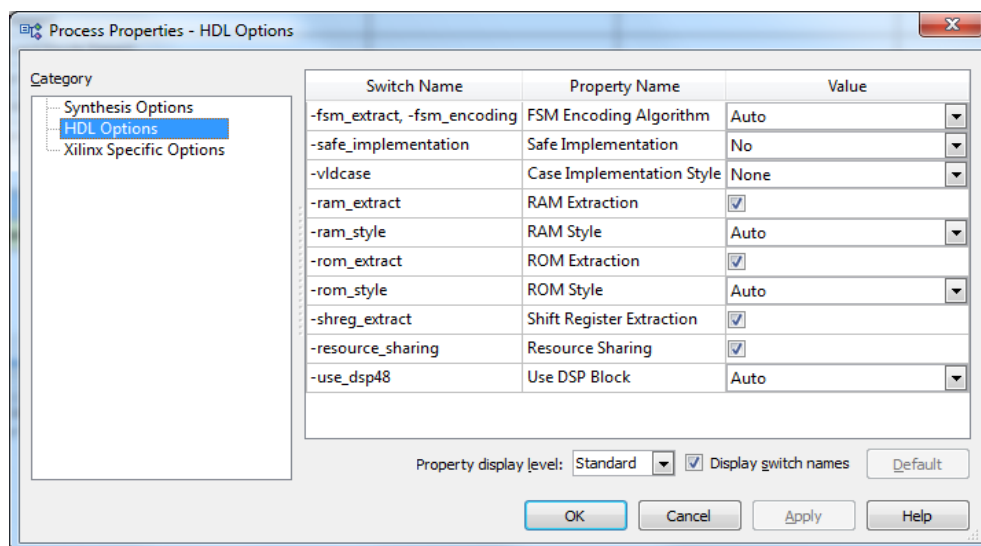 Process Properties - HDL Options
Category
Synthesis Options
HDL Options
Xilinx Specific Options
Switch Name Property Name Value
-fsm_extract, -fsm_encoding FSM Encoding Algorithm Auto
-safe_implementation Safe Implementation No
-vldcase Case Implementation Style None
-ram_extract RAM Extraction
-ram_style RAM Style Auto
-rom_extract ROM Extraction
-rom_style ROM Style Auto
-shreg_extract Shift Register Extraction
-resource_sharing Resource Sharing
-use_dsp48 Use DSP Block Auto
Property display level: Standard Display switch names Default
OK Cancel Apply Help